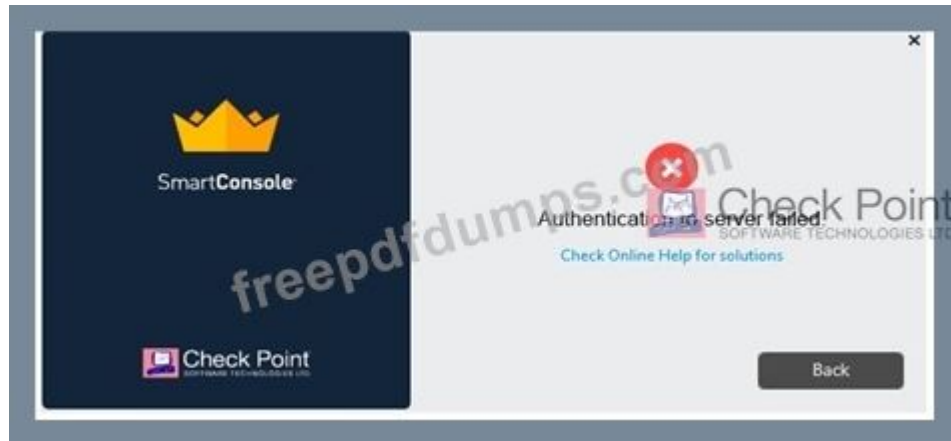 ×
SmartConsole
Authentication to server failed.
Check Online Help for solutions
Check Point
SOFTWARE TECHNOLOGIES LTD
freepdfdumps.com
Check Point
SOFTWARE TECHNOLOGIES LTD.
Back